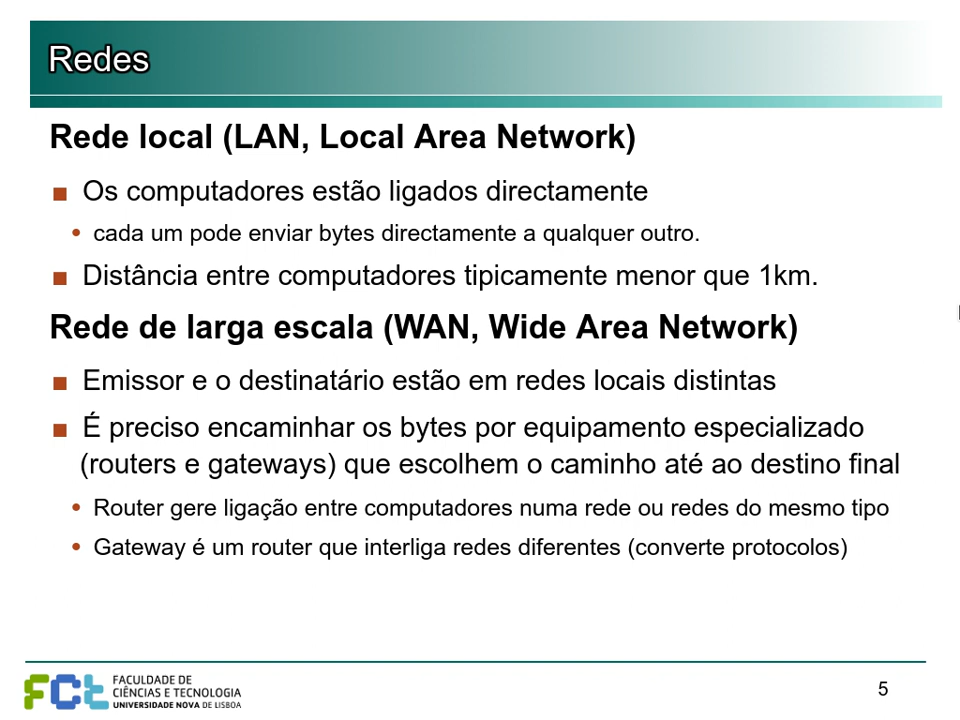 Redes
Rede local (LAN, Local Area Network)
Os computadores estão ligados directamente
cada um pode enviar bytes directamente a qualquer outro.
Distância entre computadores tipicamente menor que 1km.
Rede de larga escala (WAN, Wide Area Network)
Emissor e o destinatário estão em redes locais distintas
É preciso encaminhar os bytes por equipamento especializado
(routers e gateways) que escolhem o caminho até ao destino final
Router gere ligação entre computadores numa rede ou redes do mesmo tipo
Gateway é um router que interliga redes diferentes (converte protocolos)
FCt
FACULDADE DE
CIÊNCIAS E TECNOLOGIA
UNIVERSIDADE NOVA DE LISBOA
5